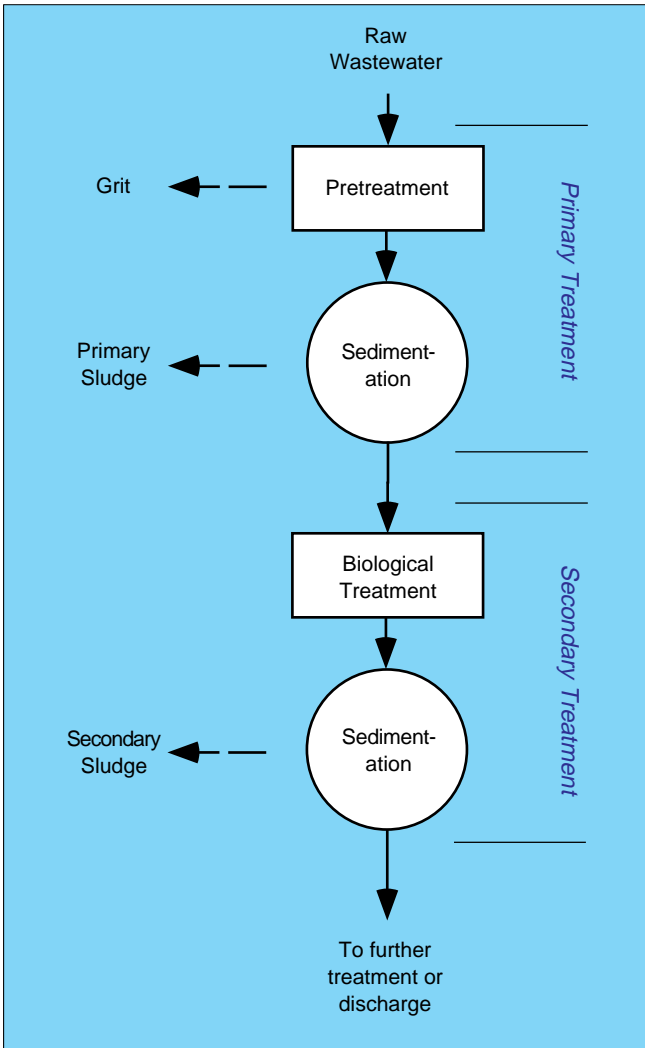 Raw
Wastewater
Grit
Pretreatment
Primary Treatment
Primary
Sludge
Sediment-
ation
Biological
Treatment
Secondary Treatment
Secondary
Sludge
Sediment-
ation
To further
treatment or
discharge